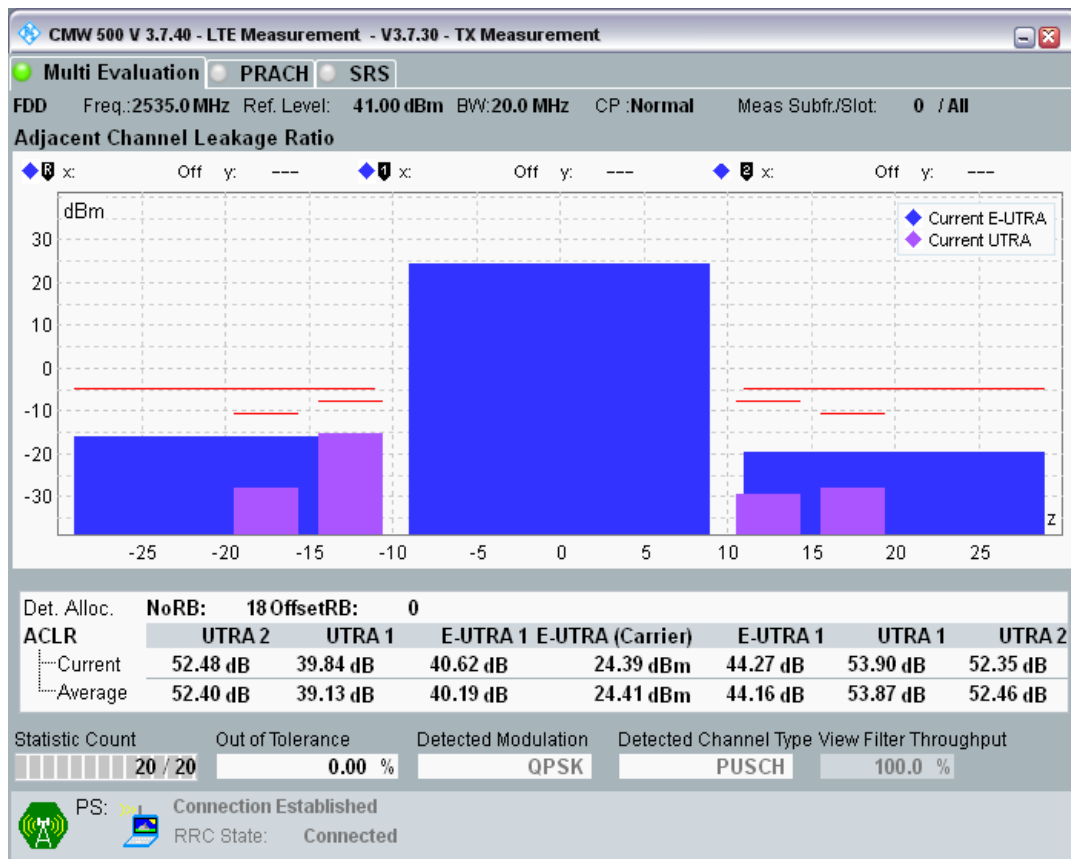 CMW 500 V 3.7.40 - LTE Measurement - V3.7.30 - TX Measurement
Multi Evaluation PRACH SRS
FDD Freq.:2535.0 MHz Ref. Level: 41.00 dBm BW:20.0 MHz CP :Normal Meas Subfr./Slot: 0 / All
Adjacent Channel Leakage Ratio
R x: Off y: --- 1 x: Off y: --- 2 x: Off y: ---
dBm
Current E-UTRA
Current UTRA
30
20
10
0
-10
-20
-30
z
-25 -20 -15 -10 -5 0 5 10 15 20 25
Det. Alloc. NoRB: 18 OffsetRB: 0
ACLR UTRA 2 UTRA 1 E-UTRA 1 E-UTRA (Carrier) E-UTRA 1 UTRA 1 UTRA 2
Current 52.48 dB 39.84 dB 40.62 dB 24.39 dBm 44.27 dB 53.90 dB 52.35 dB
Average 52.40 dB 39.13 dB 40.19 dB 24.41 dBm 44.16 dB 53.87 dB 52.46 dB
Statistic Count Out of Tolerance Detected Modulation Detected Channel Type View Filter Throughput
20 / 20 0.00 % QPSK PUSCH 100.0 %
PS: Connection Established
RRC State: Connected